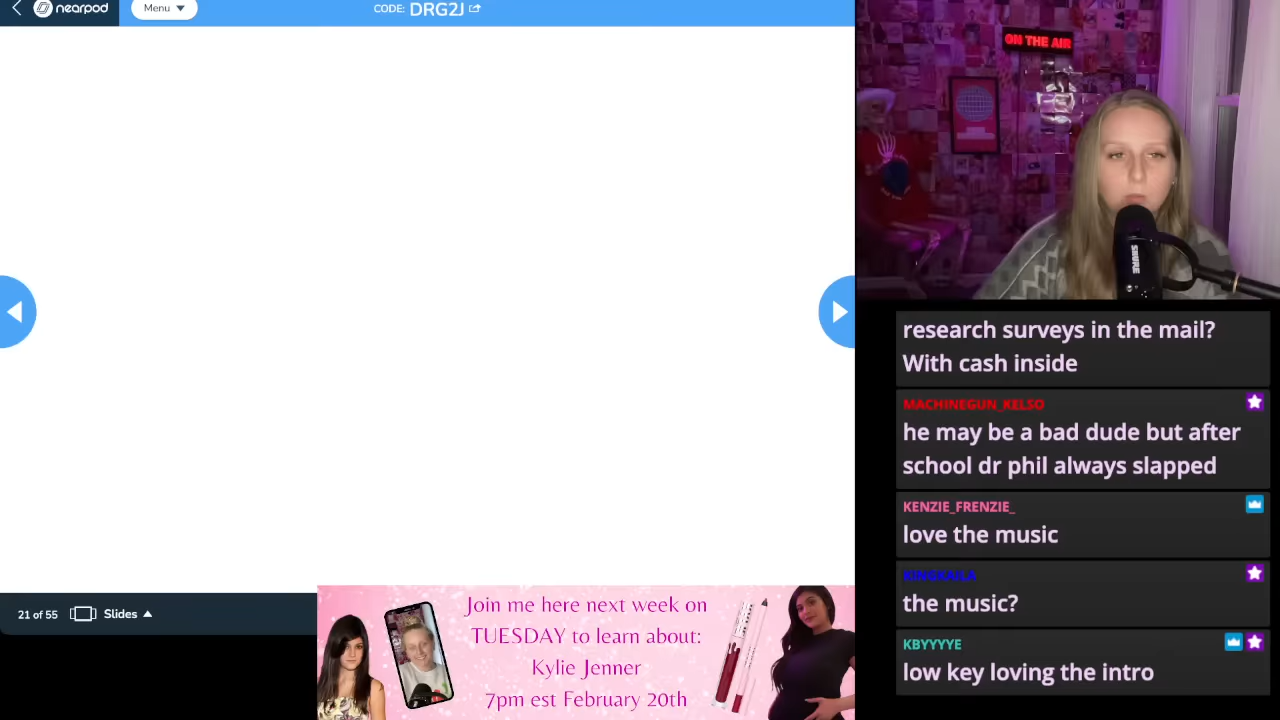 nearpod
Menu
CODE: DRG2J
ON THE AIR
SHURE
research surveys in the mail?
With cash inside
MACHINEGUN_KELSO
he may be a bad dude but after
school dr phil always slapped
KENZIE_FRENZIE_
love the music
KINGKAILA
the music?
KBYYYYE
low key loving the intro
21 of 55
Slides
Join me here next week on
TUESDAY to learn about:
Kylie Jenner
7pm est February 20th